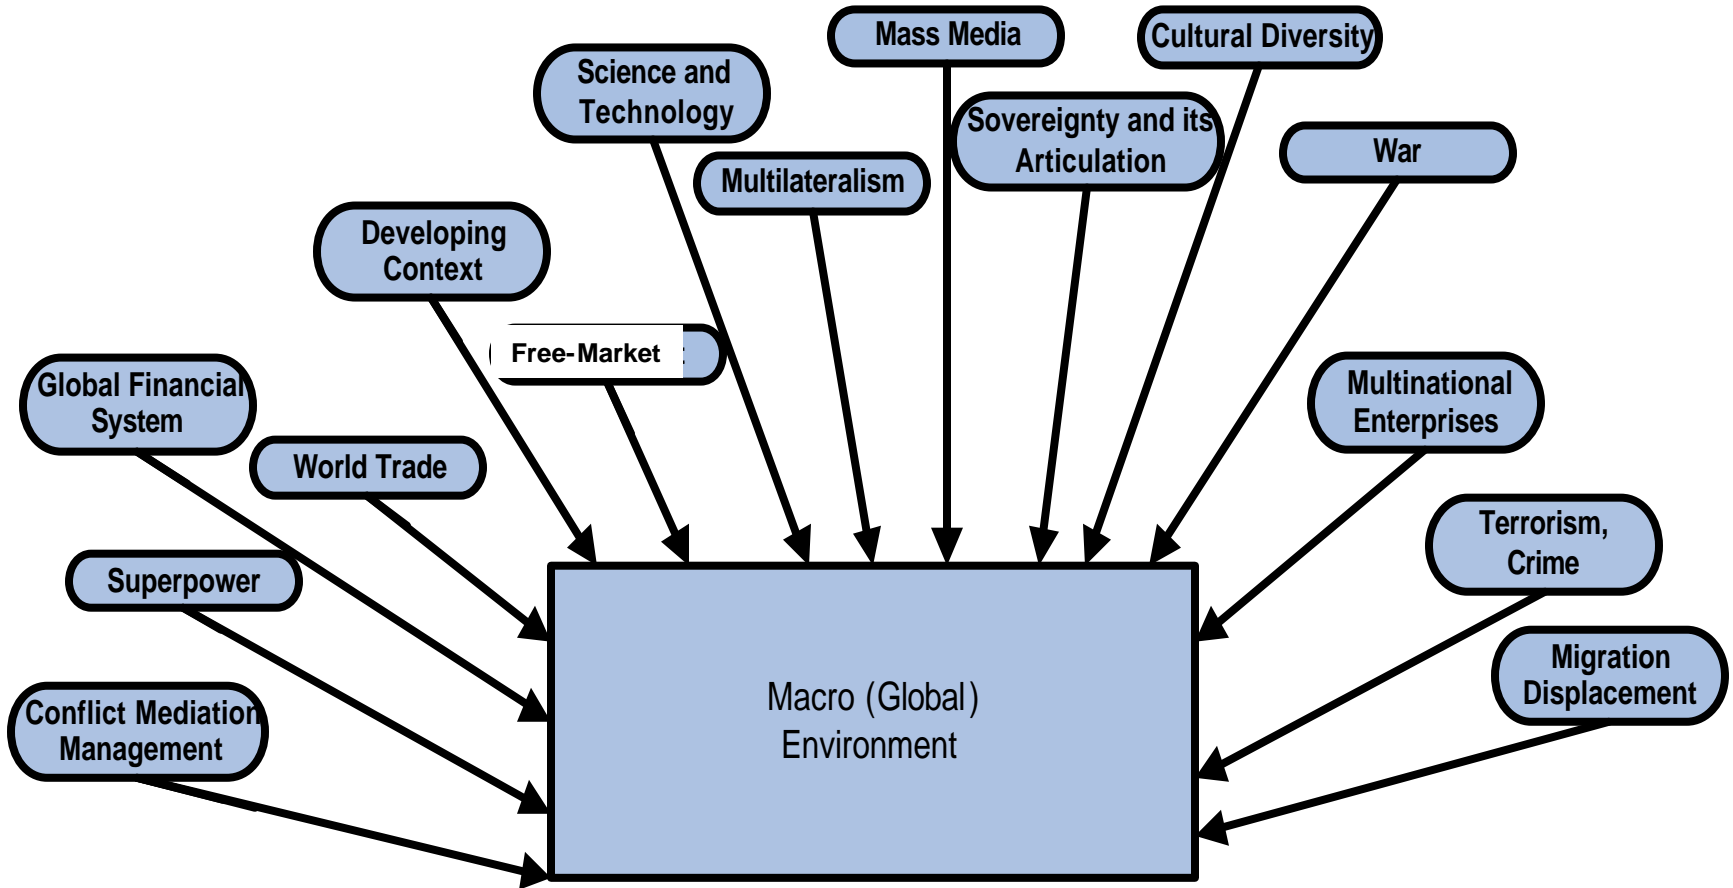 Mass Media
Cultural Diversity
Science and
Technology
Sovereignty and its
Articulation
War
Multilateralism
Developing
Context
Free-Market
Global Financial
System
Multinational
Enterprises
World Trade
Terrorism,
Crime
Superpower
Migration
Displacement
Conflict Mediation
Management
Macro (Global)
Environment